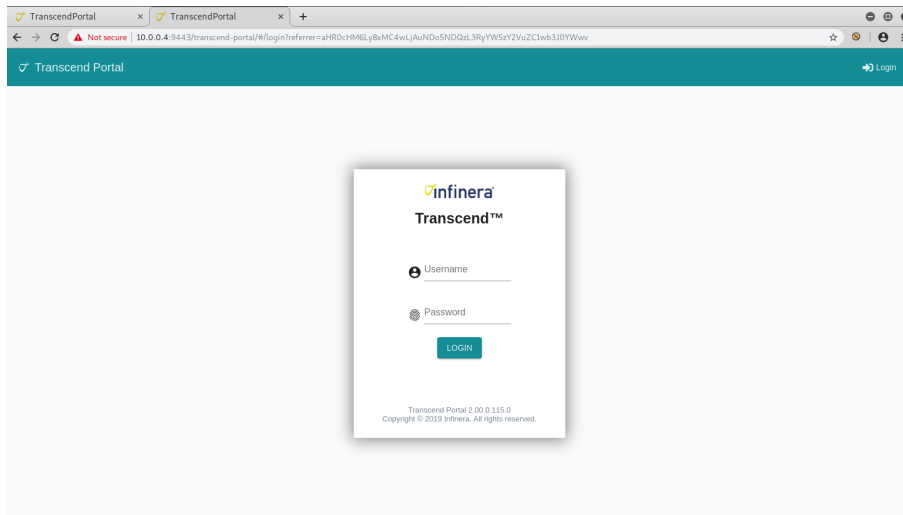 TranscendPortal
TranscendPortal
Not secure | 10.0.0.4:9443/transcend-portal/#/login?referrer=aHR0cHM6Ly8xMC4wLjAuNDo5NDQzL3RyYW5zY2VuZC1wb3J0YWwv
Transcend Portal
Login
infinera
Transcend™
Username
Password
LOGIN
Transcend Portal 2.00.0.115.0
Copyright © 2019 Infinera. All rights reserved.